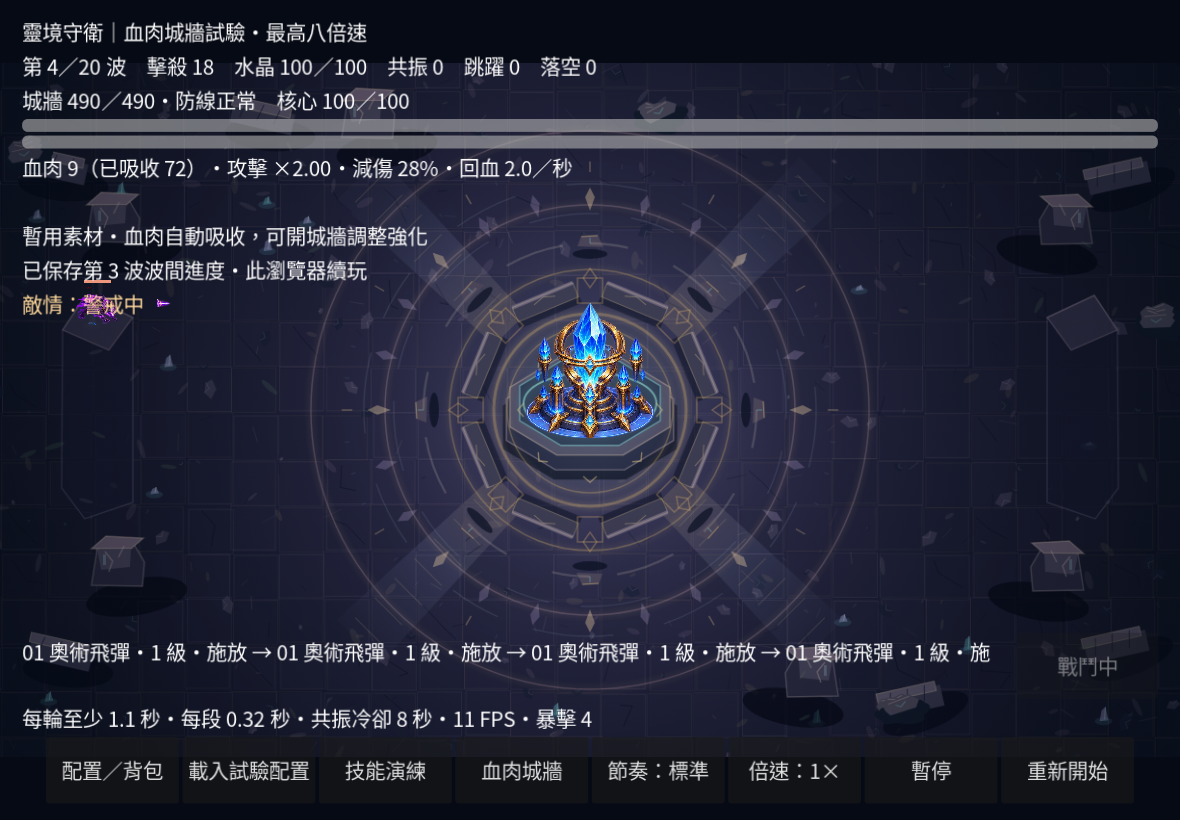 靈境守衛｜血肉城牆試驗・最高八倍速
第 4／20 波　擊殺 18　水晶 100／100　共振 0　跳躍 0　落空 0
城牆 490／490・防線正常　核心 100／100
血肉 9（已吸收 72）・攻擊 ×2.00・減傷 28%・回血 2.0／秒
暫用素材・血肉自動吸收，可開城牆調整強化
已保存第 3 波波間進度・此瀏覽器續玩
敵情：警戒中
01 奧術飛彈・1 級・施放 → 01 奧術飛彈・1 級・施放 → 01 奧術飛彈・1 級・施放 → 01 奧術飛彈・1 級・施
戰鬥中
每輪至少 1.1 秒・每段 0.32 秒・共振冷卻 8 秒・11 FPS・暴擊 4
配置／背包　載入試驗配置　技能演練　血肉城牆　節奏：標準　倍速：1×　暫停　重新開始